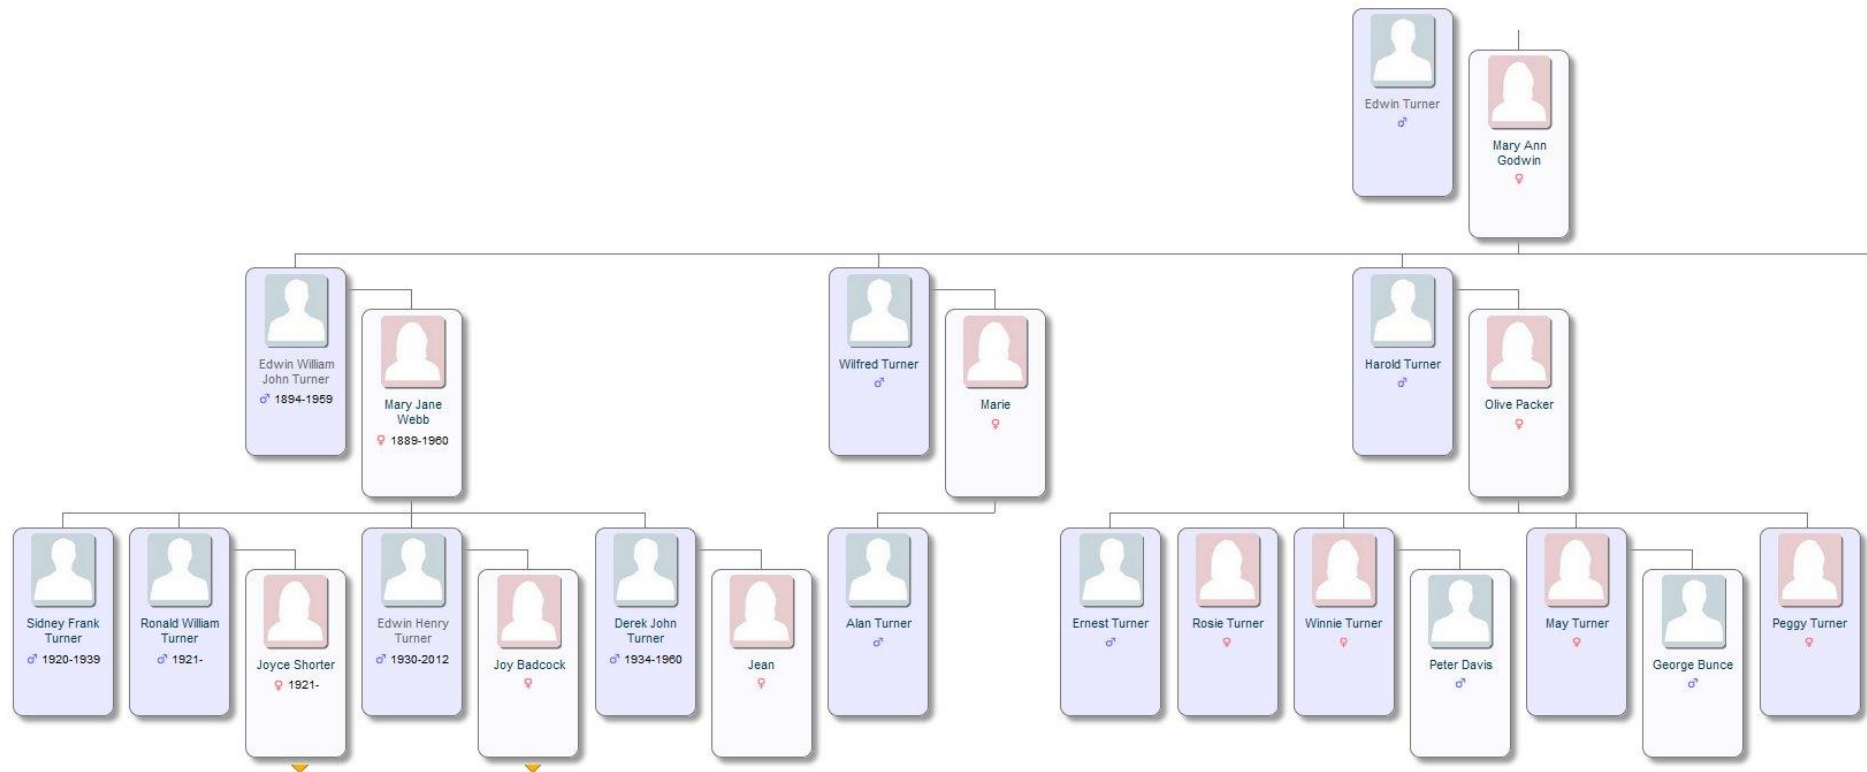 Edwin Turner
♂
Mary Ann
Godwin
♀
Edwin William
John Turner
♂ 1894-1959
Mary Jane
Webb
♀ 1889-1960
Wilfred Turner
♂
Marie
♀
Harold Turner
♂
Olive Packer
♀
Sidney Frank
Turner
♂ 1920-1939
Ronald William
Turner
♂ 1921-
Joyce Shorter
♀ 1921-
Edwin Henry
Turner
♂ 1930-2012
Joy Badcock
♀
Derek John
Turner
♂ 1934-1960
Jean
♀
Alan Turner
♂
Ernest Turner
♂
Rosie Turner
♀
Winnie Turner
♀
Peter Davis
♂
May Turner
♀
George Bunce
♂
Peggy Turner
♀